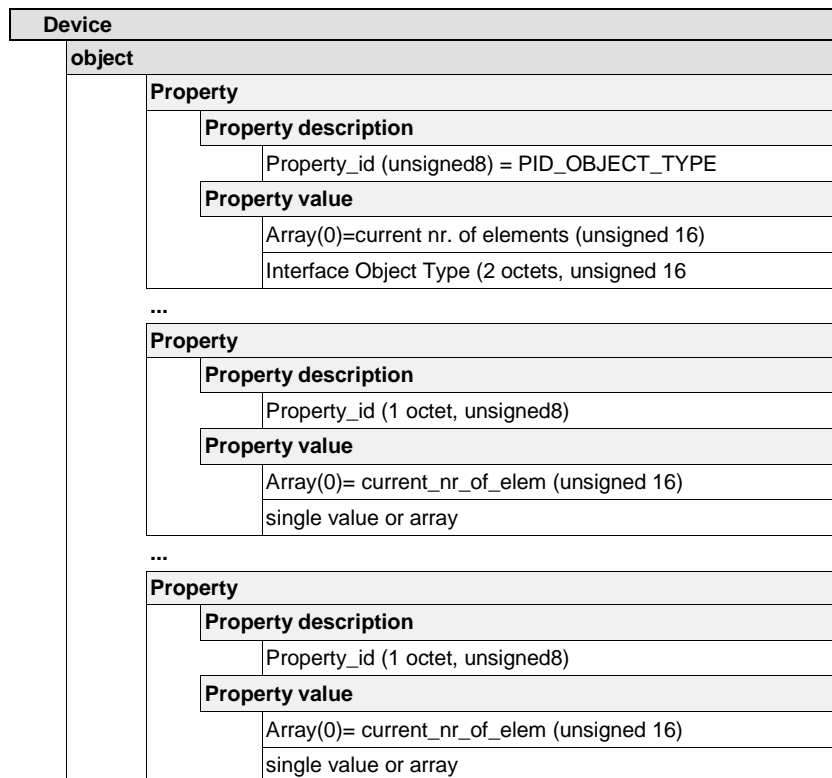 Device
object
Property
Property description
Property_id (unsigned8) = PID_OBJECT_TYPE
Property value
Array(0)=current nr. of elements (unsigned 16)
Interface Object Type (2 octets, unsigned 16
...
Property
Property description
Property_id (1 octet, unsigned8)
Property value
Array(0)= current_nr_of_elem (unsigned 16)
single value or array
...
Property
Property description
Property_id (1 octet, unsigned8)
Property value
Array(0)= current_nr_of_elem (unsigned 16)
single value or array